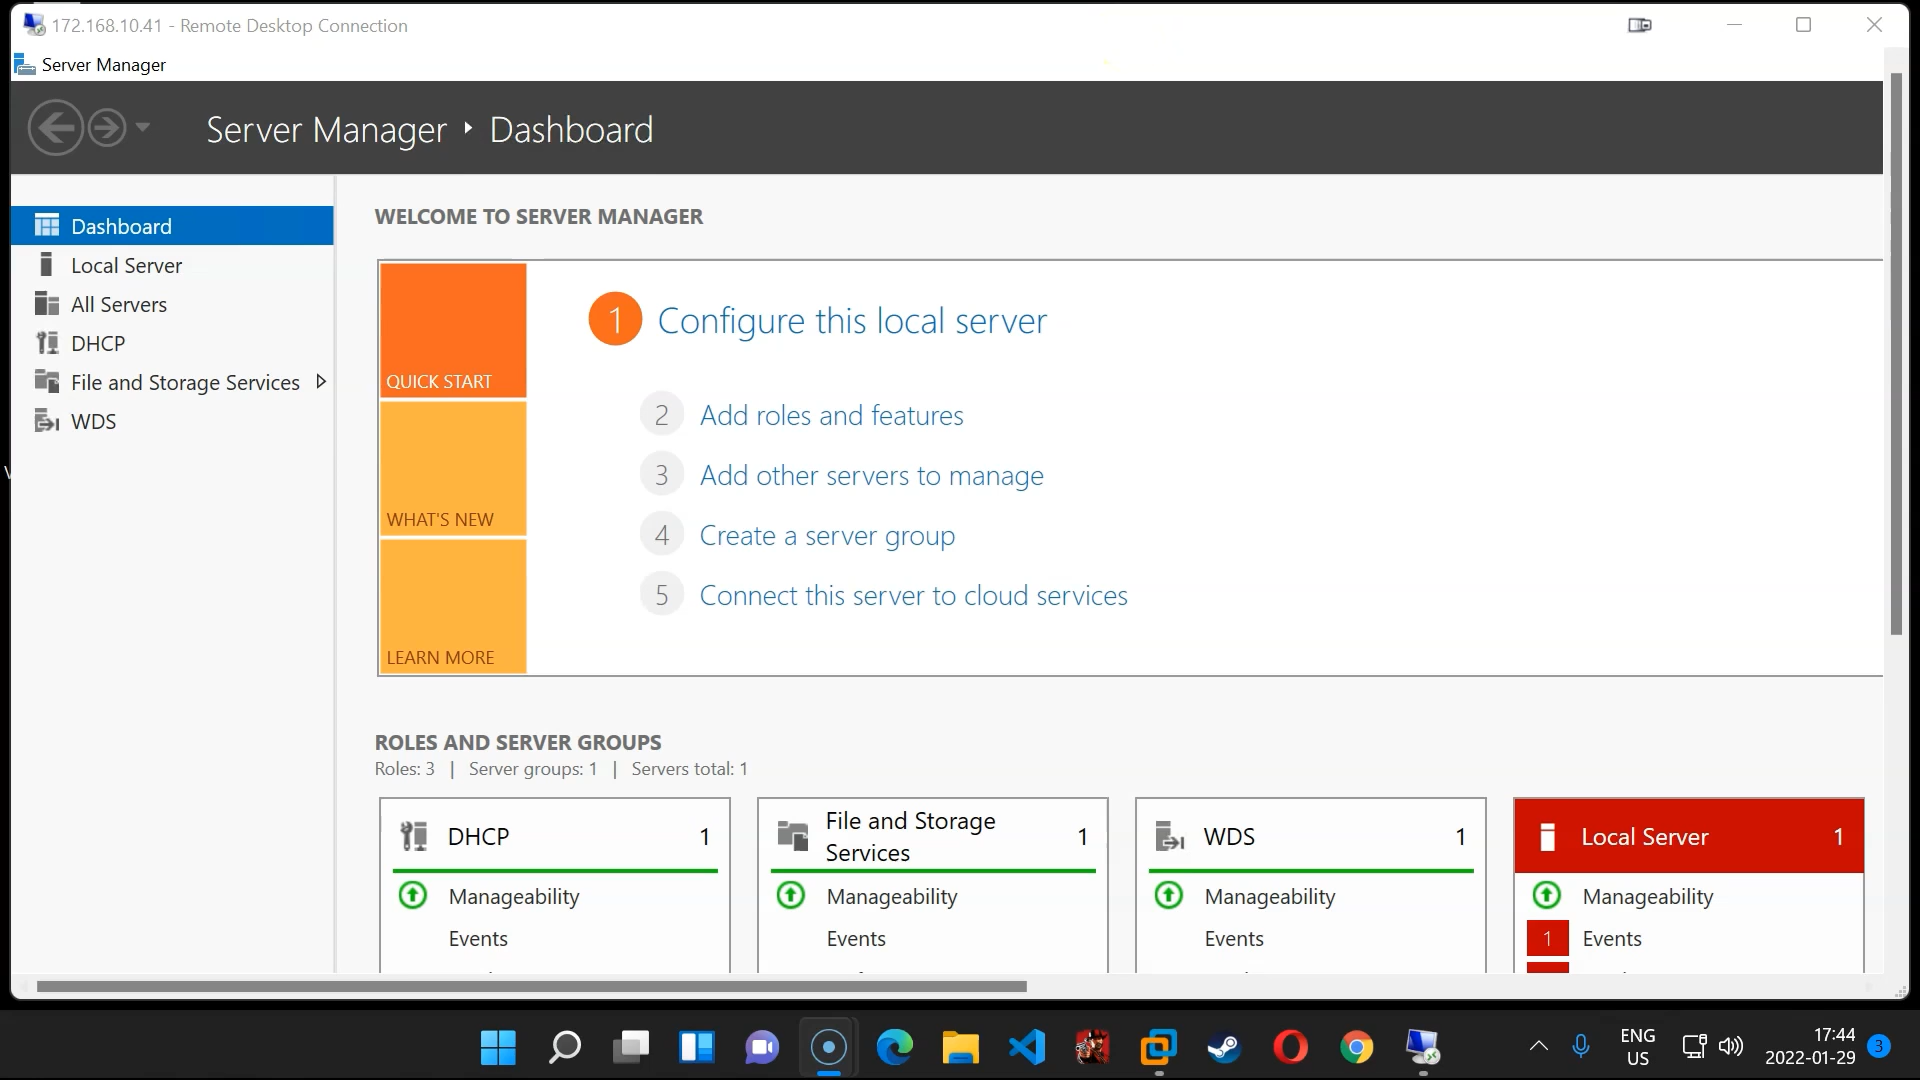 172.168.10.41 - Remote Desktop Connection
Server Manager
Server Manager ‣ Dashboard
Dashboard
Local Server
All Servers
DHCP
File and Storage Services
WDS
WELCOME TO SERVER MANAGER
QUICK START
WHAT'S NEW
LEARN MORE
1 Configure this local server
2 Add roles and features
3 Add other servers to manage
4 Create a server group
5 Connect this server to cloud services
ROLES AND SERVER GROUPS
Roles: 3 | Server groups: 1 | Servers total: 1
DHCP 1
Manageability
Events
File and Storage Services 1
Manageability
Events
WDS 1
Manageability
Events
Local Server 1
Manageability
1 Events
ENG
US
17:44
2022-01-29
3